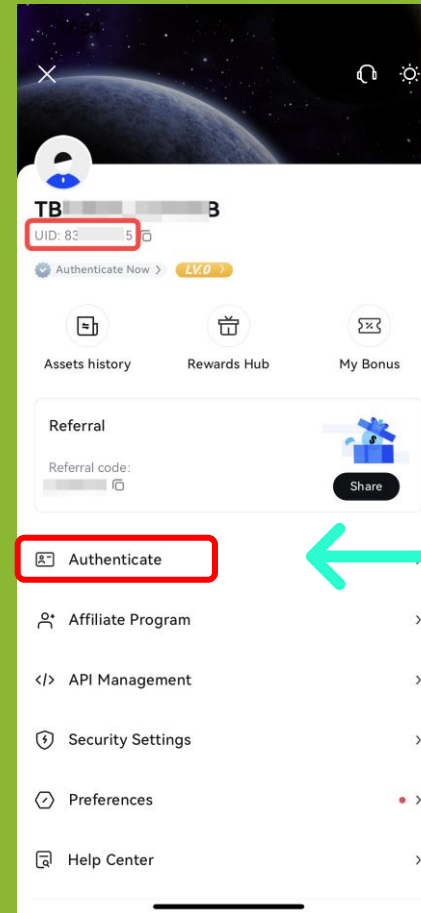 TB B
UID: 83 5
Authenticate Now > LV.0 >
Assets history Rewards Hub My Bonus
Referral
Referral code:
Share
Authenticate
Affiliate Program
</> API Management
Security Settings
Preferences
Help Center